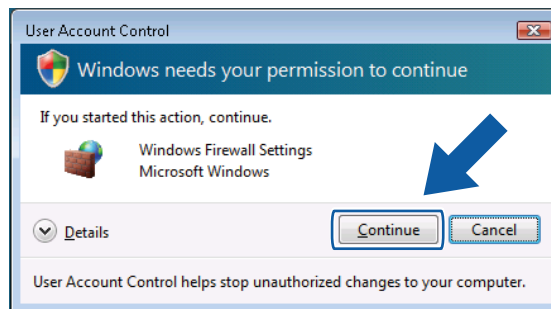 User Account Control
Windows needs your permission to continue
If you started this action, continue.
Windows Firewall Settings
Microsoft Windows
Details
Continue
Cancel
User Account Control helps stop unauthorized changes to your computer.